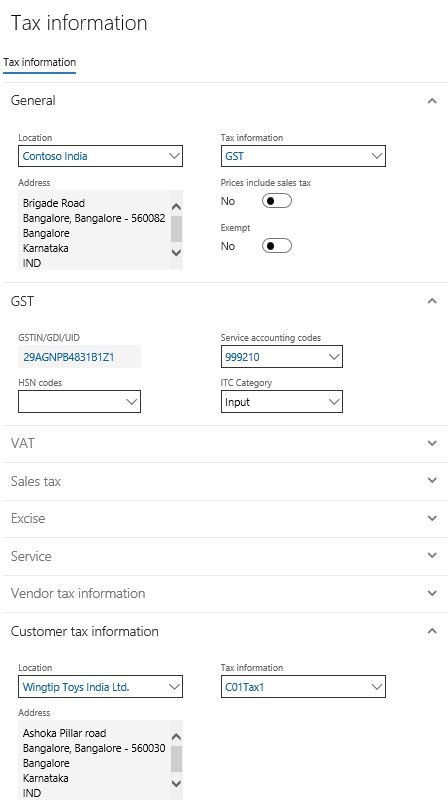 Tax information
Tax information
General
Location
Contoso India
Tax information
GST
Address
Brigade Road
Bangalore, Bangalore - 560082
Bangalore
Karnataka
IND
Prices include sales tax
No
Exempt
No
GST
GSTIN/GDI/UID
29AGNPB4831B1Z1
Service accounting codes
999210
HSN codes
ITC Category
Input
VAT
Sales tax
Excise
Service
Vendor tax information
Customer tax information
Location
Wingtip Toys India Ltd.
Tax information
C01Tax1
Address
Ashoka Pillar road
Bangalore, Bangalore - 560030
Bangalore
Karnataka
IND